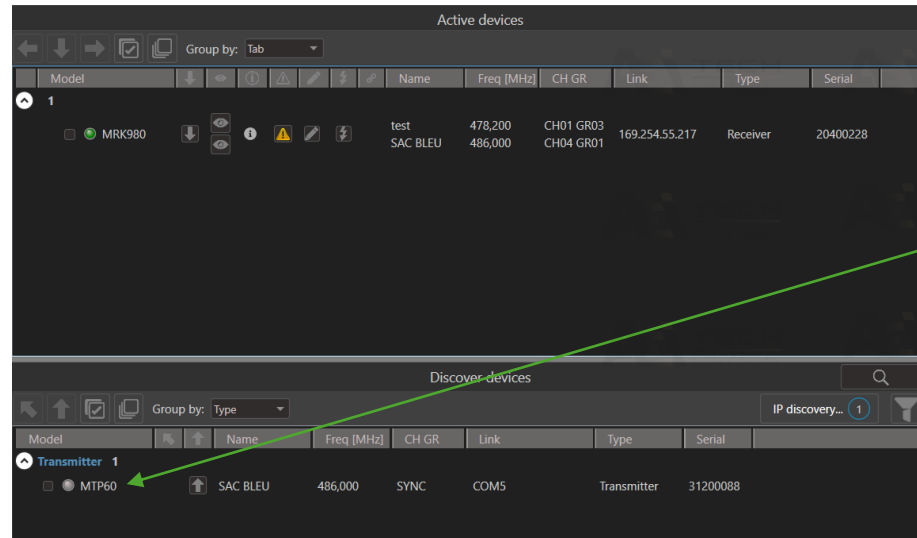 Active devices
Group by: Tab
Model Name Freq [MHz] CH GR Link Type Serial
1
MRK980 test 478,200 CH01 GR03 169.254.55.217 Receiver 20400228
SAC BLEU 486,000 CH04 GR01
Discover devices
Group by: Type IP discovery... 1
Model Name Freq [MHz] CH GR Link Type Serial
Transmitter 1
MTP60 SAC BLEU 486,000 SYNC COM5 Transmitter 31200088